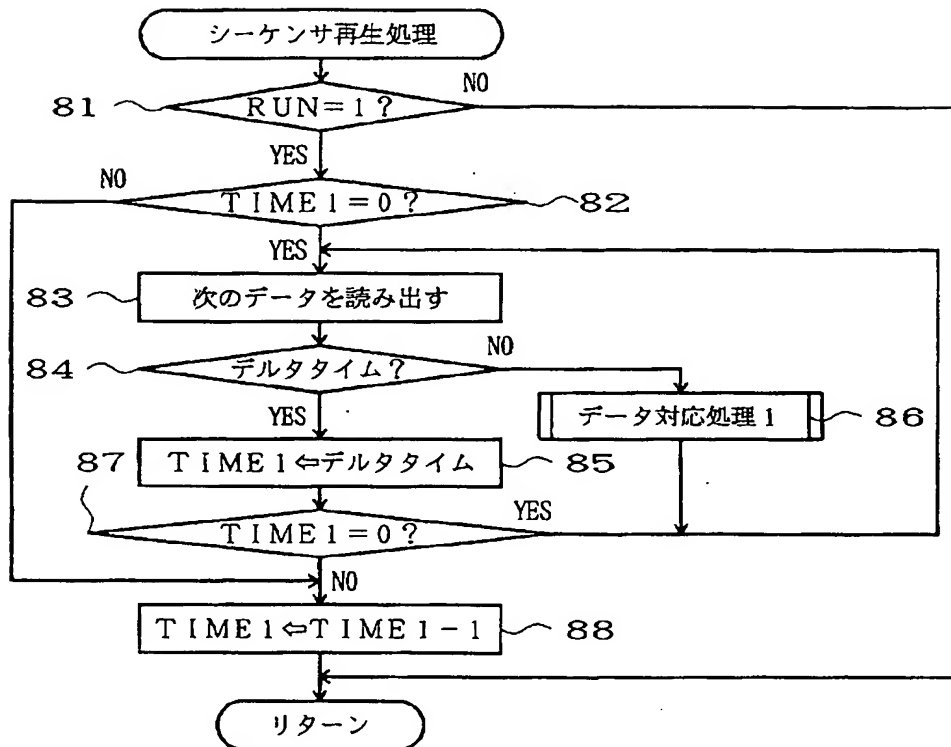 シーケンサ再生処理
NO
81
RUN=1?
YES
NO
TIME1=0?
82
YES
83
次のデータを読み出す
NO
84
デルタタイム?
データ対応処理1
86
YES
87
TIME1⇦デルタタイム
85
YES
TIME1=0?
NO
TIME1⇦TIME1-1
88
リターン